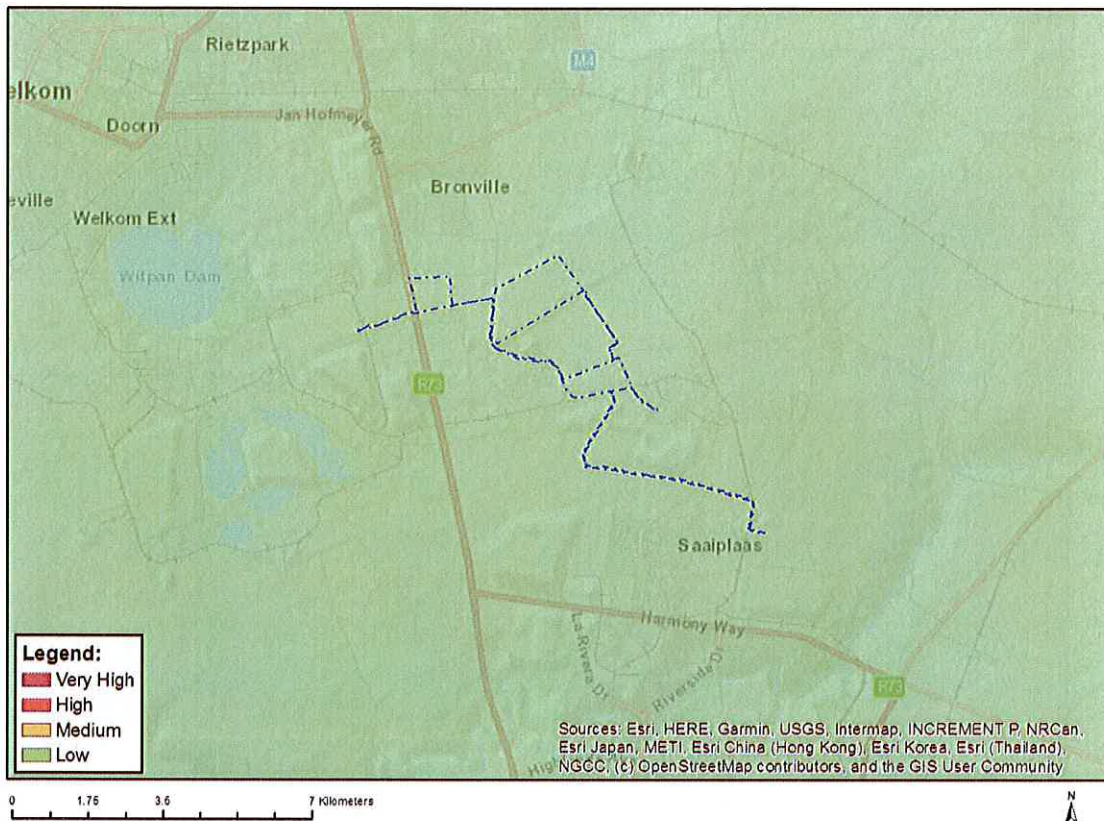 Rietzpark
M4
elkom
Doorn
Jan Hofmeyer Rd
Bronville
eville
Welkom Ext
Witpan Dam
R73
Saaiplaas
Harmony Way
La Rivera Dr
Riverside Dr
R73
High
Legend:
Very High
High
Medium
Low
Sources: Esri, HERE, Garmin, USGS, Intermap, INCREMENT P, NRCan,
Esri Japan, METI, Esri China (Hong Kong), Esri Korea, Esri (Thailand),
NGCC, (c) OpenStreetMap contributors, and the GIS User Community
0 1.75 3.5 7 Kilometers
N